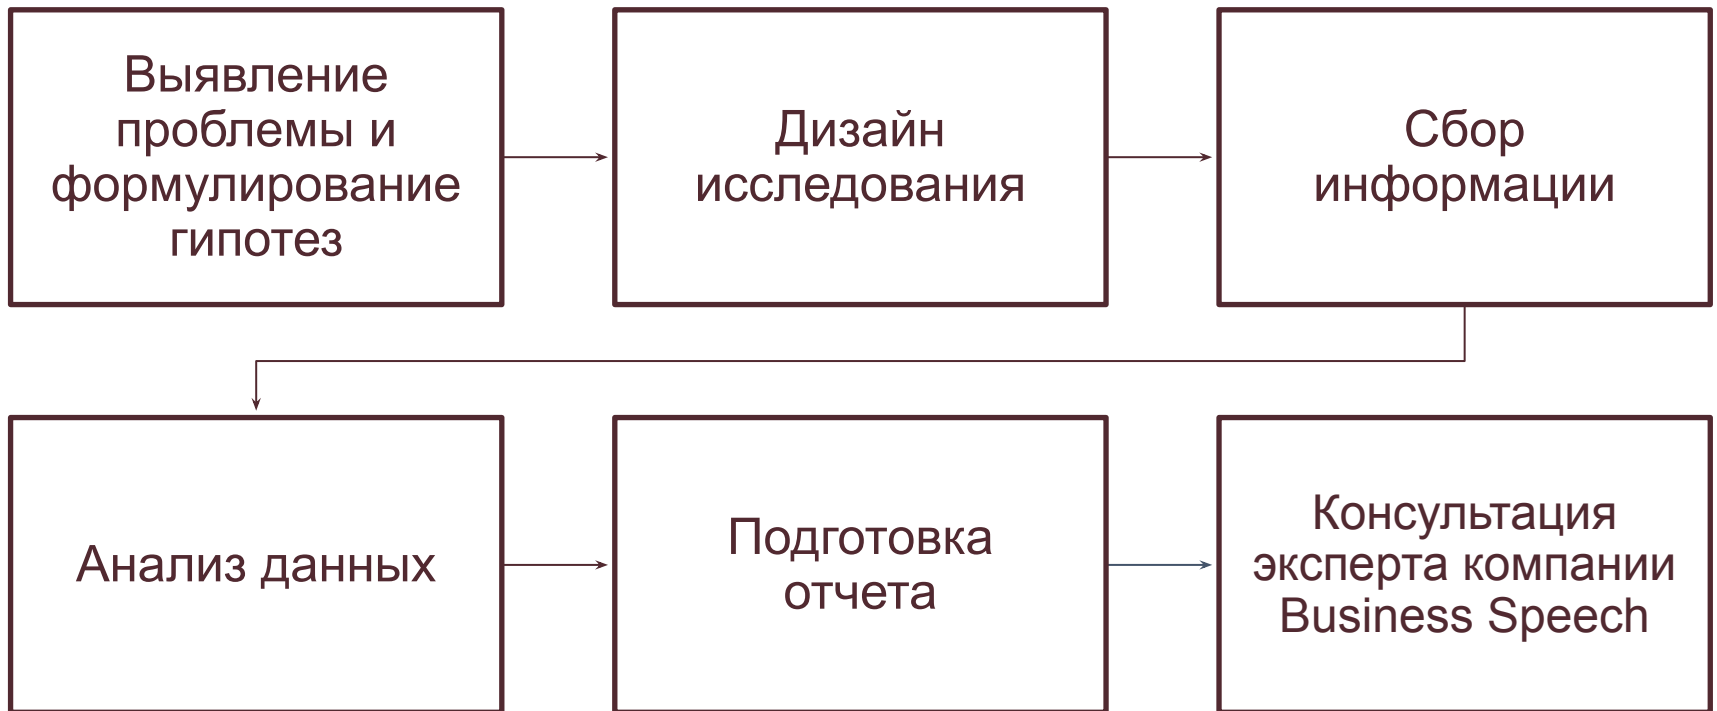 Выявление
проблемы и
формулирование
гипотез
Дизайн
исследования
Сбор
информации
Анализ данных
Подготовка
отчета
Консультация
эксперта компании
Business Speech